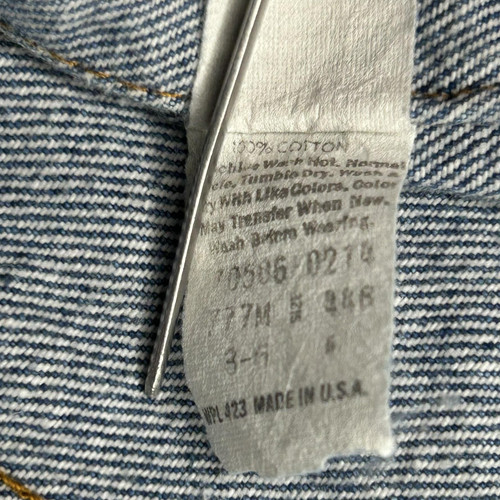 100% COTTON
Wash Hot. Normal
Tumble Dry. Wash &
With Like Colors. Color
May Transfer When New.
Wash Before Wearing.
70506 0214
777M
WPL 423 MADE IN U.S.A.